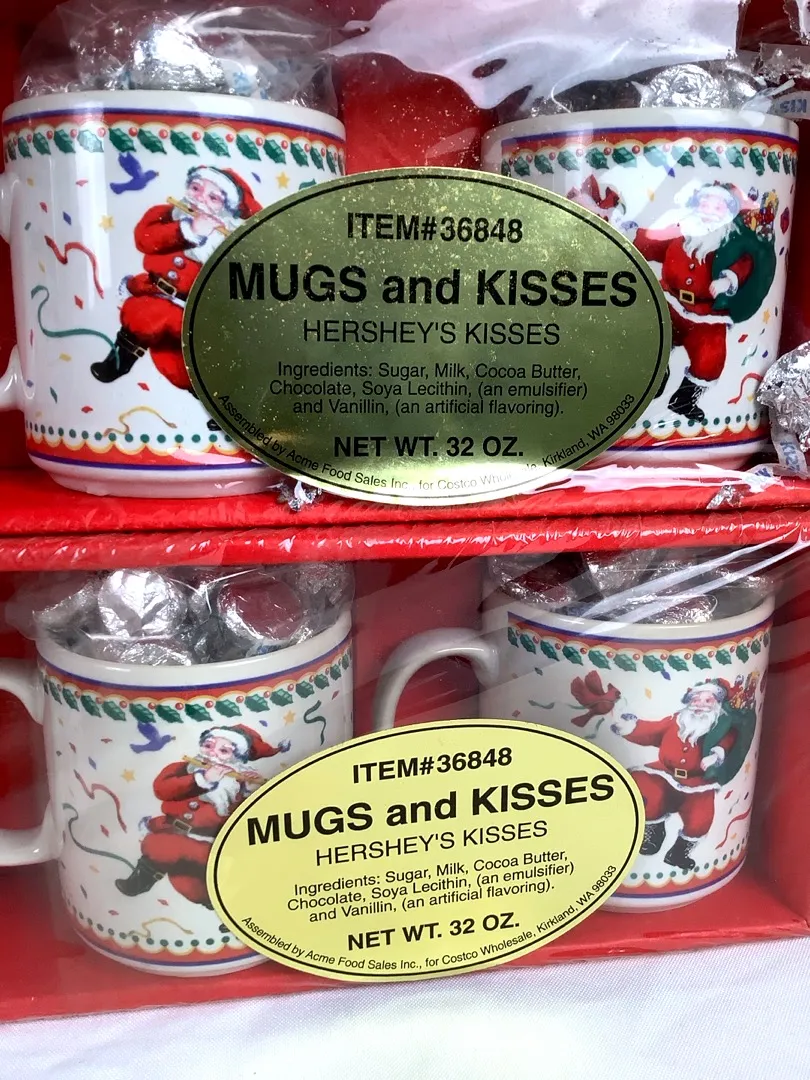 ITEM#36848
MUGS and KISSES
HERSHEY'S KISSES
Ingredients: Sugar, Milk, Cocoa Butter,
Chocolate, Soya Lecithin, (an emulsifier)
and Vanillin, (an artificial flavoring).
NET WT. 32 OZ.
Assembled by Acme Food Sales Inc., for Costco Kirkland, WA 98033
ITEM#36848
MUGS and KISSES
HERSHEY'S KISSES
Ingredients: Sugar, Milk, Cocoa Butter,
Chocolate, Soya Lecithin, (an emulsifier)
and Vanillin, (an artificial flavoring).
NET WT. 32 OZ.
Assembled by Acme Food Sales Inc., for Costco Wholesale, Kirkland, WA 98033